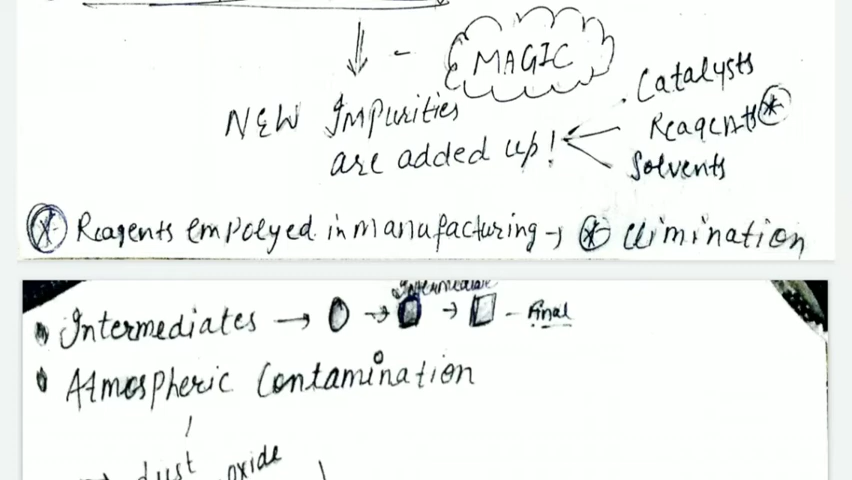 MAGIC
Catalysts
NEW Impurities
Reagents
are added up!
Solvents
Reagents empolyed in manufacturing → Elimination
Intermediate
Intermediates → → → - Final
Atmospheric Contamination
dust oxide